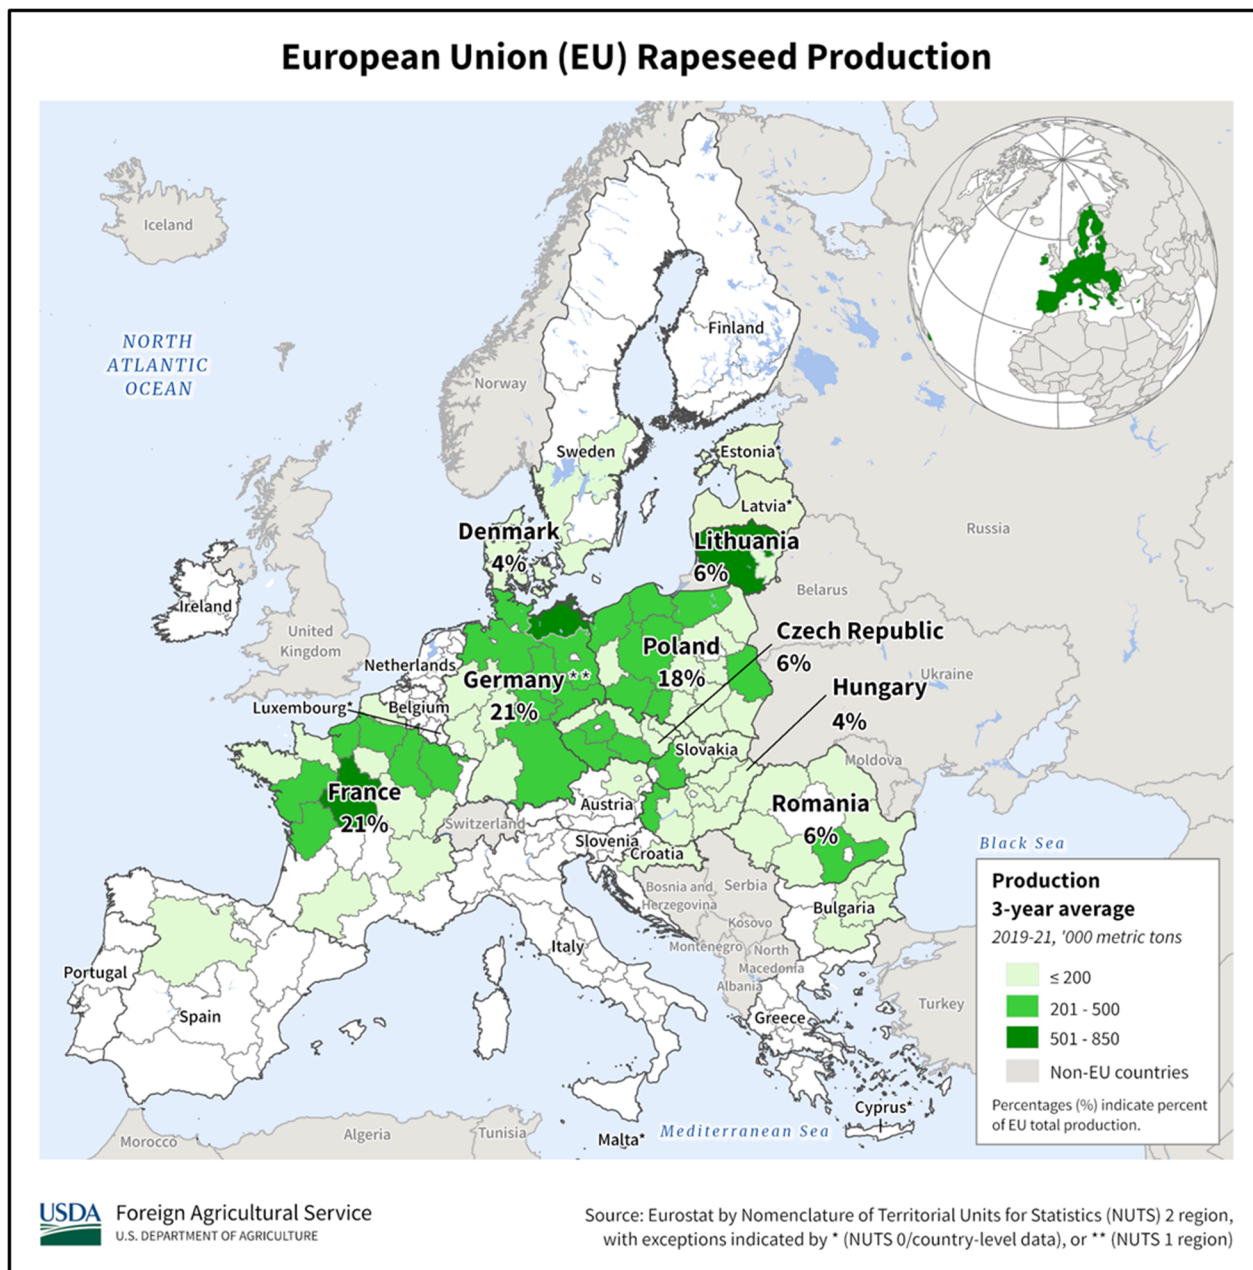 European Union (EU) Rapeseed Production
Iceland
NORTH
ATLANTIC
OCEAN
Norway
Finland
Sweden
Estonia*
Latvia*
Russia
Denmark
4%
Lithuania
6%
Belarus
Ireland
United
Kingdom
Netherlands
Poland
18%
Czech Republic
6%
Ukraine
Germany**
21%
Hungary
4%
Luxembourg*
Belgium
Slovakia
Moldova
France
21%
Austria
Romania
6%
Switzerland
Slovenia
Croatia
Black Sea
Bosnia and
Herzegovina
Serbia
Bulgaria
Kosovo
Montenegro
North
Macedonia
Albania
Italy
Portugal
Spain
Greece
Turkey
Cyprus*
Malta*
Mediterranean Sea
Morocco
Algeria
Tunisia
Production
3-year average
2019-21, '000 metric tons
≤ 200
201 - 500
501 - 850
Non-EU countries
Percentages (%) indicate percent
of EU total production.
USDA
Foreign Agricultural Service
U.S. DEPARTMENT OF AGRICULTURE
Source: Eurostat by Nomenclature of Territorial Units for Statistics (NUTS) 2 region,
with exceptions indicated by * (NUTS 0/country-level data), or ** (NUTS 1 region)